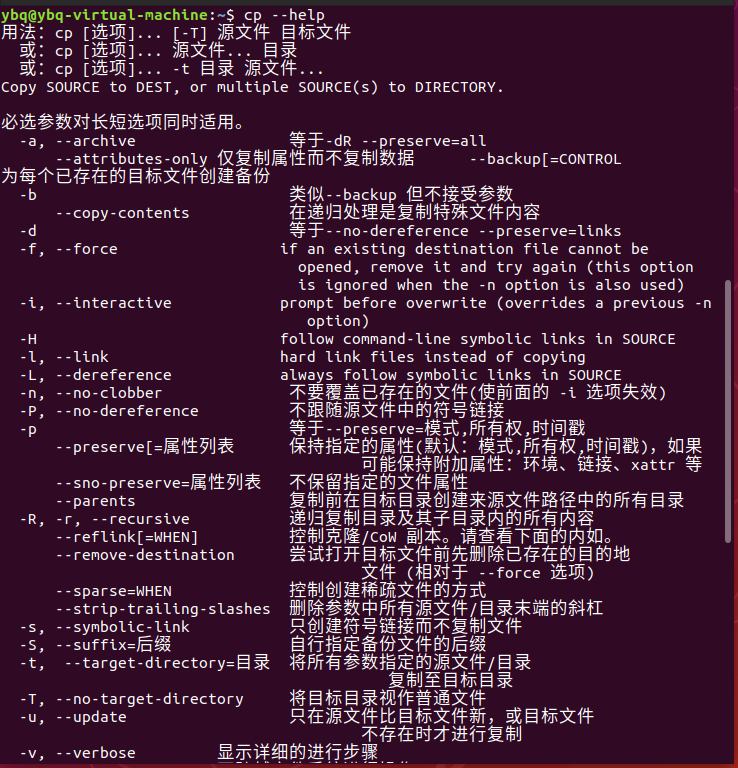 ybq@ybq-virtual-machine:~$ cp --help
用法：cp [选项]... [-T] 源文件 目标文件
　或：cp [选项]... 源文件... 目录
　或：cp [选项]... -t 目录 源文件...
Copy SOURCE to DEST, or multiple SOURCE(s) to DIRECTORY.
必选参数对长短选项同时适用。
  -a, --archive                 等于-dR --preserve=all
      --attributes-only 仅复制属性而不复制数据      --backup[=CONTROL
为每个已存在的目标文件创建备份
  -b                            类似--backup 但不接受参数
      --copy-contents           在递归处理是复制特殊文件内容
  -d                            等于--no-dereference --preserve=links
  -f, --force                  if an existing destination file cannot be
                                 opened, remove it and try again (this option
                                 is ignored when the -n option is also used)
  -i, --interactive            prompt before overwrite (overrides a previous -n
                                  option)
  -H                           follow command-line symbolic links in SOURCE
  -l, --link                   hard link files instead of copying
  -L, --dereference            always follow symbolic links in SOURCE
  -n, --no-clobber              不要覆盖已存在的文件(使前面的 -i 选项失效)
  -P, --no-dereference          不跟随源文件中的符号链接
  -p                            等于--preserve=模式,所有权,时间戳
      --preserve[=属性列表      保持指定的属性(默认：模式,所有权,时间戳)，如果
                                        可能保持附加属性：环境、链接、xattr 等
      --sno-preserve=属性列表   不保留指定的文件属性
      --parents                 复制前在目标目录创建来源文件路径中的所有目录
  -R, -r, --recursive           递归复制目录及其子目录内的所有内容
      --reflink[=WHEN]          控制克隆/CoW 副本。请查看下面的内如。
      --remove-destination      尝试打开目标文件前先删除已存在的目的地
                                        文件 (相对于 --force 选项)
      --sparse=WHEN             控制创建稀疏文件的方式
      --strip-trailing-slashes  删除参数中所有源文件/目录末端的斜杠
  -s, --symbolic-link           只创建符号链接而不复制文件
  -S, --suffix=后缀             自行指定备份文件的后缀
  -t,  --target-directory=目录  将所有参数指定的源文件/目录
                                           复制至目标目录
  -T, --no-target-directory     将目标目录视作普通文件
  -u, --update                  只在源文件比目标文件新，或目标文件
                                        不存在时才进行复制
  -v, --verbose         显示详细的进行步骤